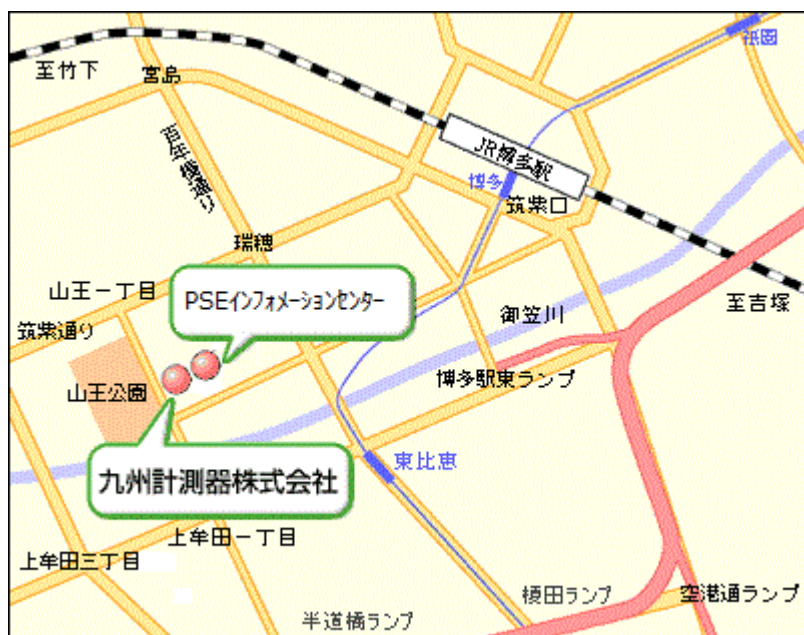 祇園
至竹下
宮島
JR博多駅
百年橋通り
博多
筑紫口
瑞穂
山王一丁目
PSEインフォメーションセンター
至吉塚
御笠川
筑紫通り
博多駅東ランプ
山王公園
東比恵
九州計測器株式会社
上牟田一丁目
上牟田三丁目
榎田ランプ
空港通ランプ
半道橋ランプ